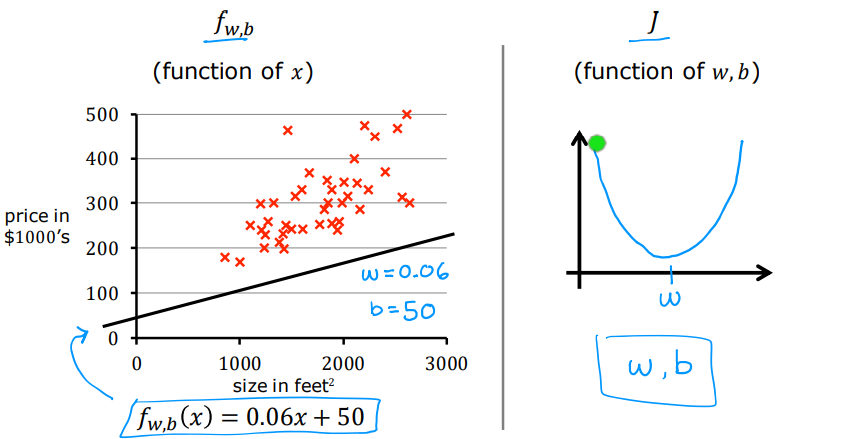 f_{w,b}
(function of x)
500
400
300
200
100
0
price in
$1000's
0 1000 2000 3000
size in feet²
w=0.06
b=50
f_{w,b}(x) = 0.06x + 50
J
(function of w, b)
w
w, b